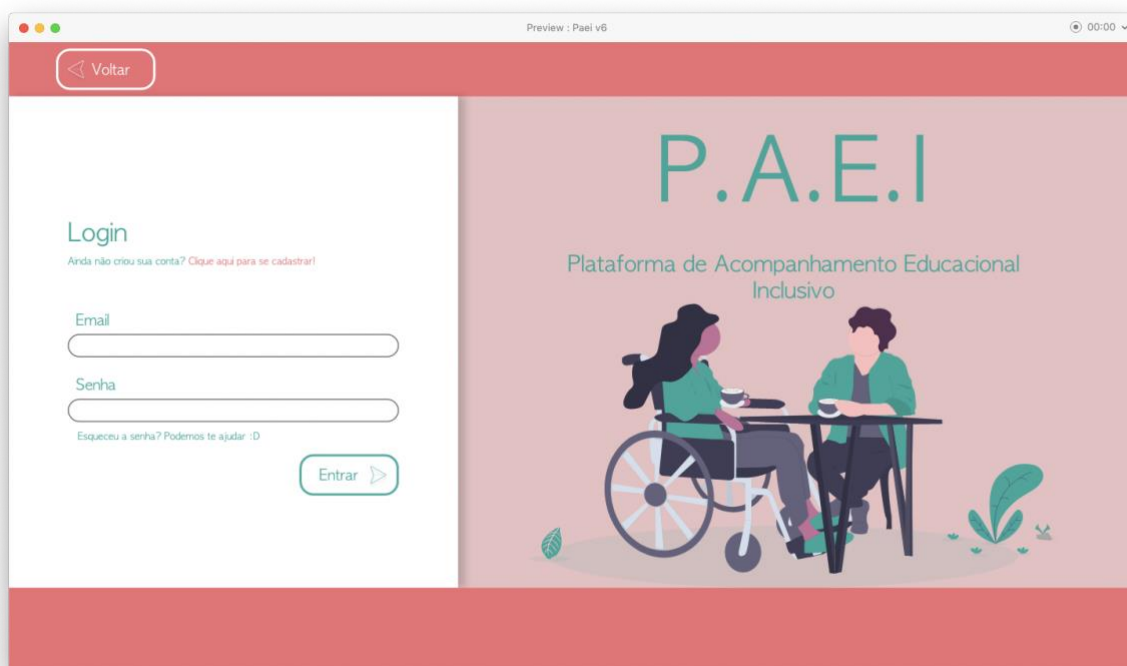 Preview : Paei v6
00:00
Voltar
P.A.E.I
Plataforma de Acompanhamento Educacional
Inclusivo
Login
Ainda não criou sua conta? Clique aqui para se cadastrar!
Email
Senha
Esqueceu a senha? Podemos te ajudar :D
Entrar